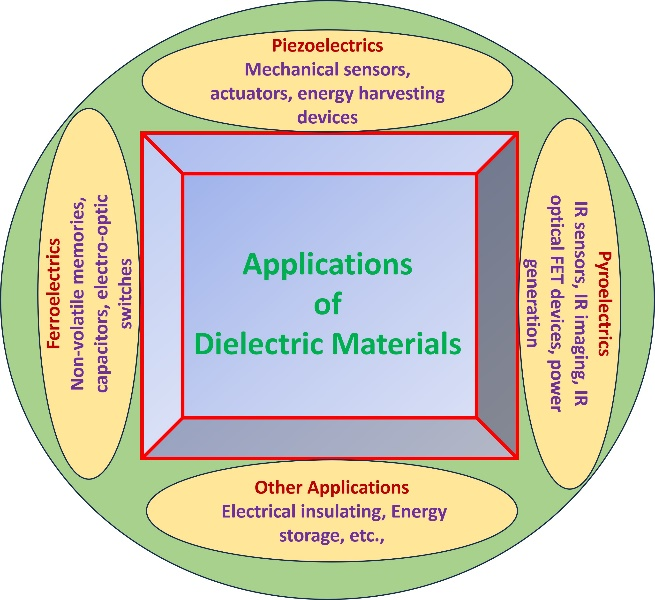 Piezoelectrics
Mechanical sensors,
actuators, energy harvesting
devices
Ferroelectrics
Non-volatile memories,
capacitors, electro-optic
switches
Applications
of
Dielectric Materials
Pyroelectrics
IR sensors, IR imaging, IR
optical FET devices, power
generation
Other Applications
Electrical insulating, Energy
storage, etc.,